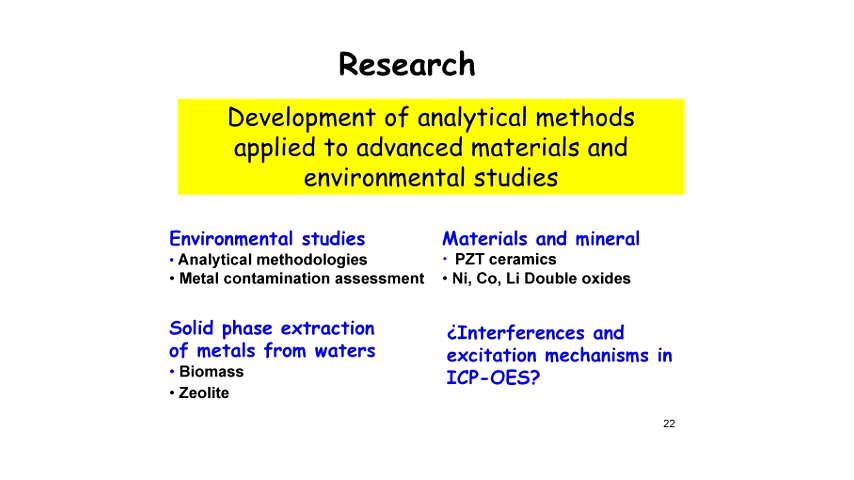 Research
Development of analytical methods
applied to advanced materials and
environmental studies
Environmental studies
• Analytical methodologies
• Metal contamination assessment
Materials and mineral
• PZT ceramics
• Ni, Co, Li Double oxides
Solid phase extraction
of metals from waters
• Biomass
• Zeolite
¿Interferences and
excitation mechanisms in
ICP-OES?
22